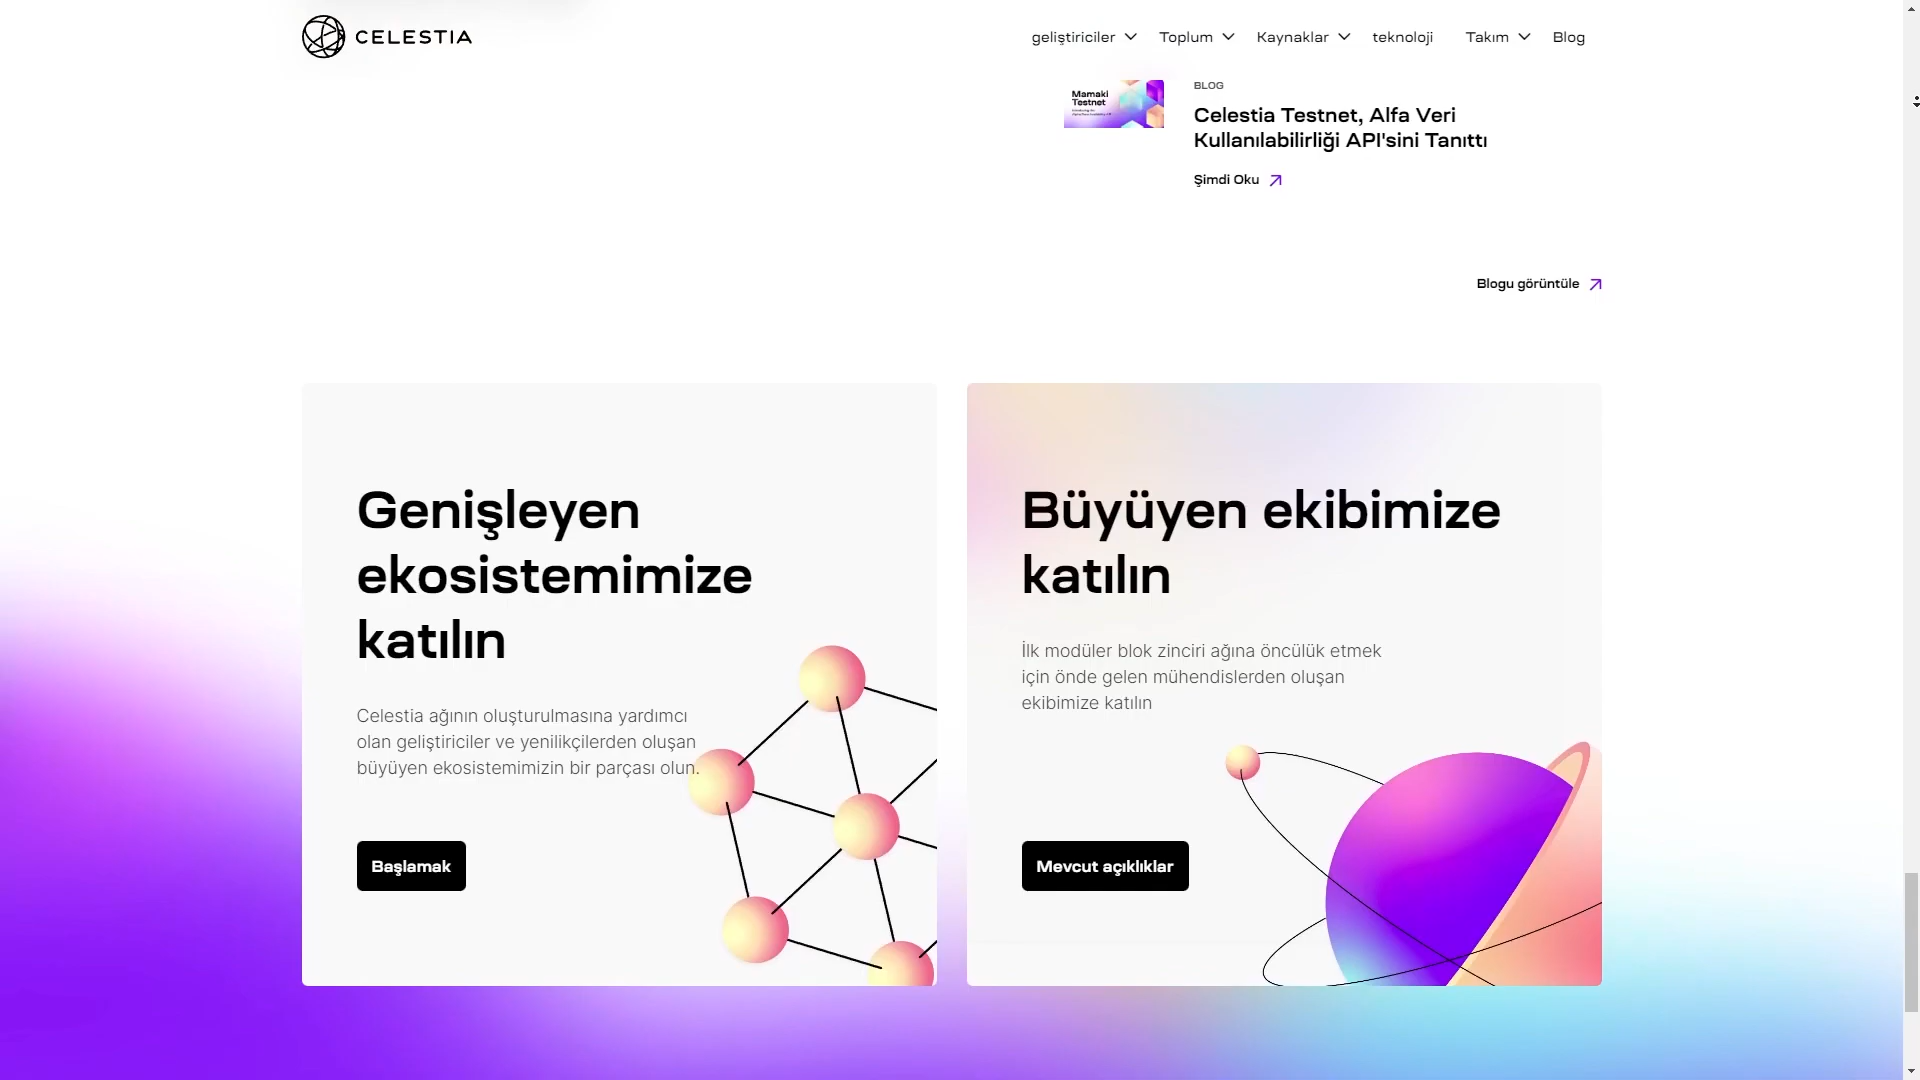 CELESTIA
geliştiriciler
Toplum
Kaynaklar
teknoloji
Takım
Blog
Mamaki
Testnet
BLOG
Celestia Testnet, Alfa Veri
Kullanılabilirliği API'sini Tanıttı
Şimdi Oku
Blogu görüntüle
Genişleyen
ekosistemimize
katılın
Celestia ağının oluşturulmasına yardımcı
olan geliştiriciler ve yenilikçilerden oluşan
büyüyen ekosistemimizin bir parçası olun.
Başlamak
Büyüyen ekibimize
katılın
İlk modüler blok zinciri ağına öncülük etmek
için önde gelen mühendislerden oluşan
ekibimize katılın
Mevcut açıklıklar